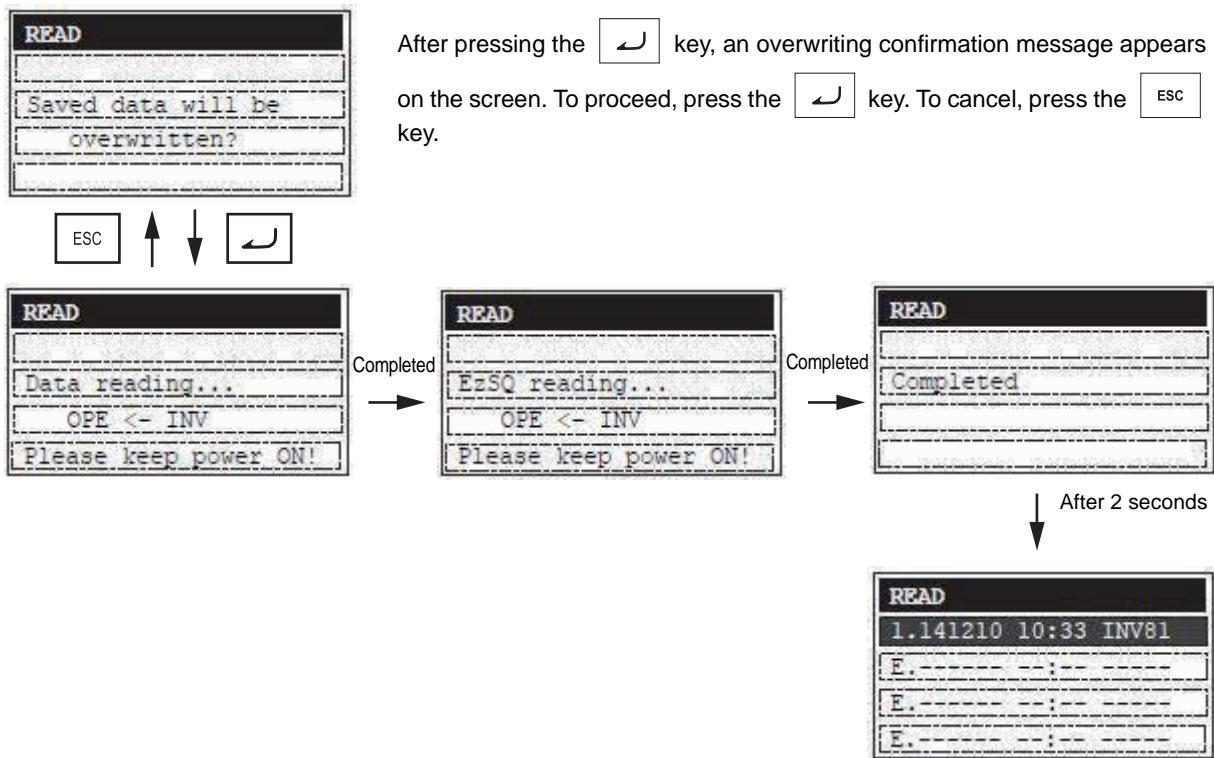 READ
Saved data will be
overwritten?
After pressing the key, an overwriting confirmation message appears
on the screen. To proceed, press the key. To cancel, press the ESC
key.
ESC
READ
Data reading...
OPE <- INV
Please keep power ON!
Completed
READ
EzSQ reading...
OPE <- INV
Please keep power ON!
Completed
READ
Completed
After 2 seconds
READ
1.141210 10:33 INV81
E.------ --:-- -----
E.------ --:-- -----
E.------ --:-- -----